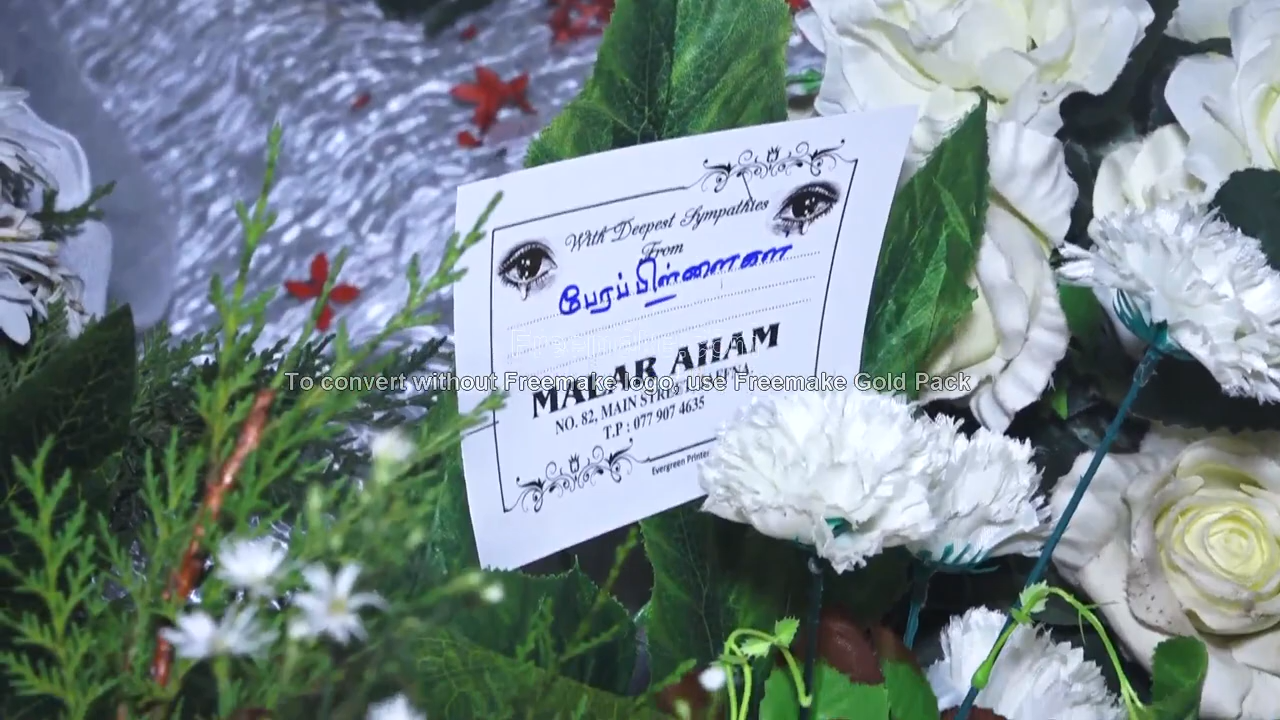 With Deepest Sympathies
From
பேரப்பிள்ளைகள்
MALAR AHAM
NO. 82, MAIN STREET,
T.P : 077 907 4635
Evergreen Printer
To convert without Freemake logo, use Freemake Gold Pack